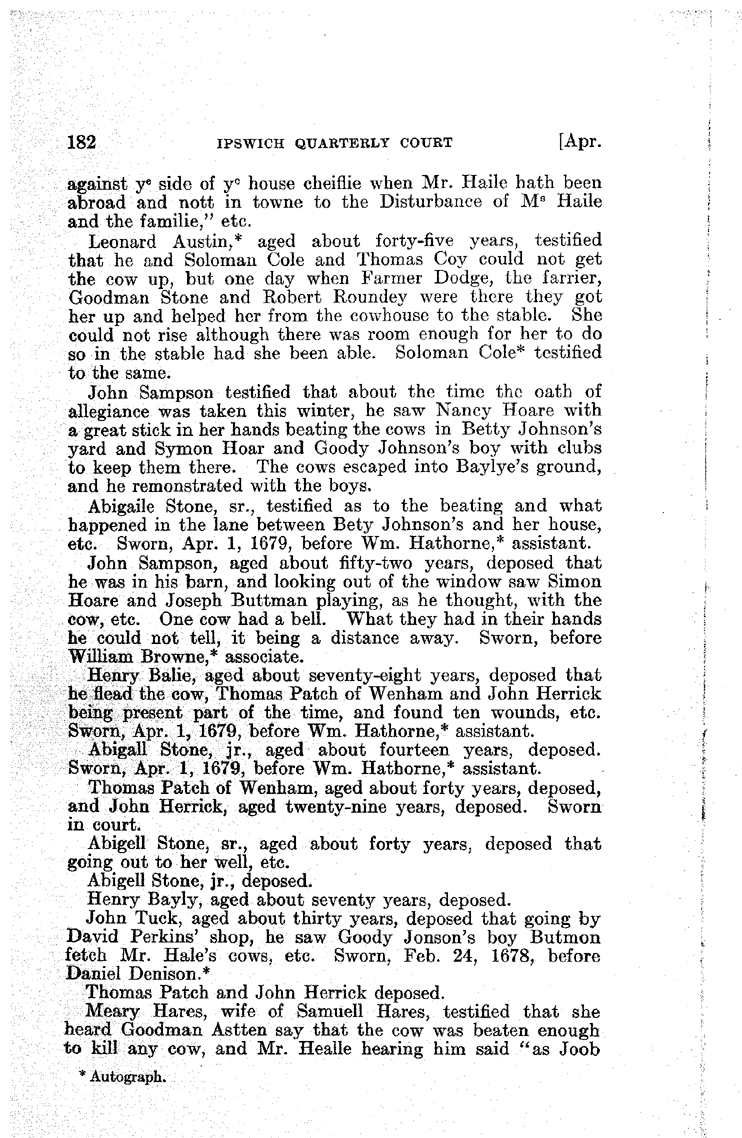 182 IPSWICH QUARTERLY COURT [Apr.
against yᵉ side of yᵉ house cheiflie when Mr. Haile hath been
abroad and nott in towne to the Disturbance of Mˢ Haile
and the familie,” etc.
Leonard Austin,* aged about forty-five years, testified
that he and Soloman Cole and Thomas Coy could not get
the cow up, but one day when Farmer Dodge, the farrier,
Goodman Stone and Robert Roundey were there they got
her up and helped her from the cowhouse to the stable. She
could not rise although there was room enough for her to do
so in the stable had she been able. Soloman Cole* testified
to the same.
John Sampson testified that about the time the oath of
allegiance was taken this winter, he saw Nancy Hoare with
a great stick in her hands beating the cows in Betty Johnson’s
yard and Symon Hoar and Goody Johnson’s boy with clubs
to keep them there. The cows escaped into Baylye’s ground,
and he remonstrated with the boys.
Abigaile Stone, sr., testified as to the beating and what
happened in the lane between Bety Johnson’s and her house,
etc. Sworn, Apr. 1, 1679, before Wm. Hathorne,* assistant.
John Sampson, aged about fifty-two years, deposed that
he was in his barn, and looking out of the window saw Simon
Hoare and Joseph Buttman playing, as he thought, with the
cow, etc. One cow had a bell. What they had in their hands
he could not tell, it being a distance away. Sworn, before
William Browne,* associate.
Henry Balie, aged about seventy-eight years, deposed that
he flead the cow, Thomas Patch of Wenham and John Herrick
being present part of the time, and found ten wounds, etc.
Sworn, Apr. 1, 1679, before Wm. Hathorne,* assistant.
Abigall Stone, jr., aged about fourteen years, deposed.
Sworn, Apr. 1, 1679, before Wm. Hathorne,* assistant.
Thomas Patch of Wenham, aged about forty years, deposed,
and John Herrick, aged twenty-nine years, deposed. Sworn
in court.
Abigell Stone, sr., aged about forty years, deposed that
going out to her well, etc.
Abigell Stone, jr., deposed.
Henry Bayly, aged about seventy years, deposed.
John Tuck, aged about thirty years, deposed that going by
David Perkins’ shop, he saw Goody Jonson’s boy Butmon
fetch Mr. Hale’s cows, etc. Sworn, Feb. 24, 1678, before
Daniel Denison.*
Thomas Patch and John Herrick deposed.
Meary Hares, wife of Samuell Hares, testified that she
heard Goodman Astten say that the cow was beaten enough
to kill any cow, and Mr. Healle hearing him said “as Joob
* Autograph.